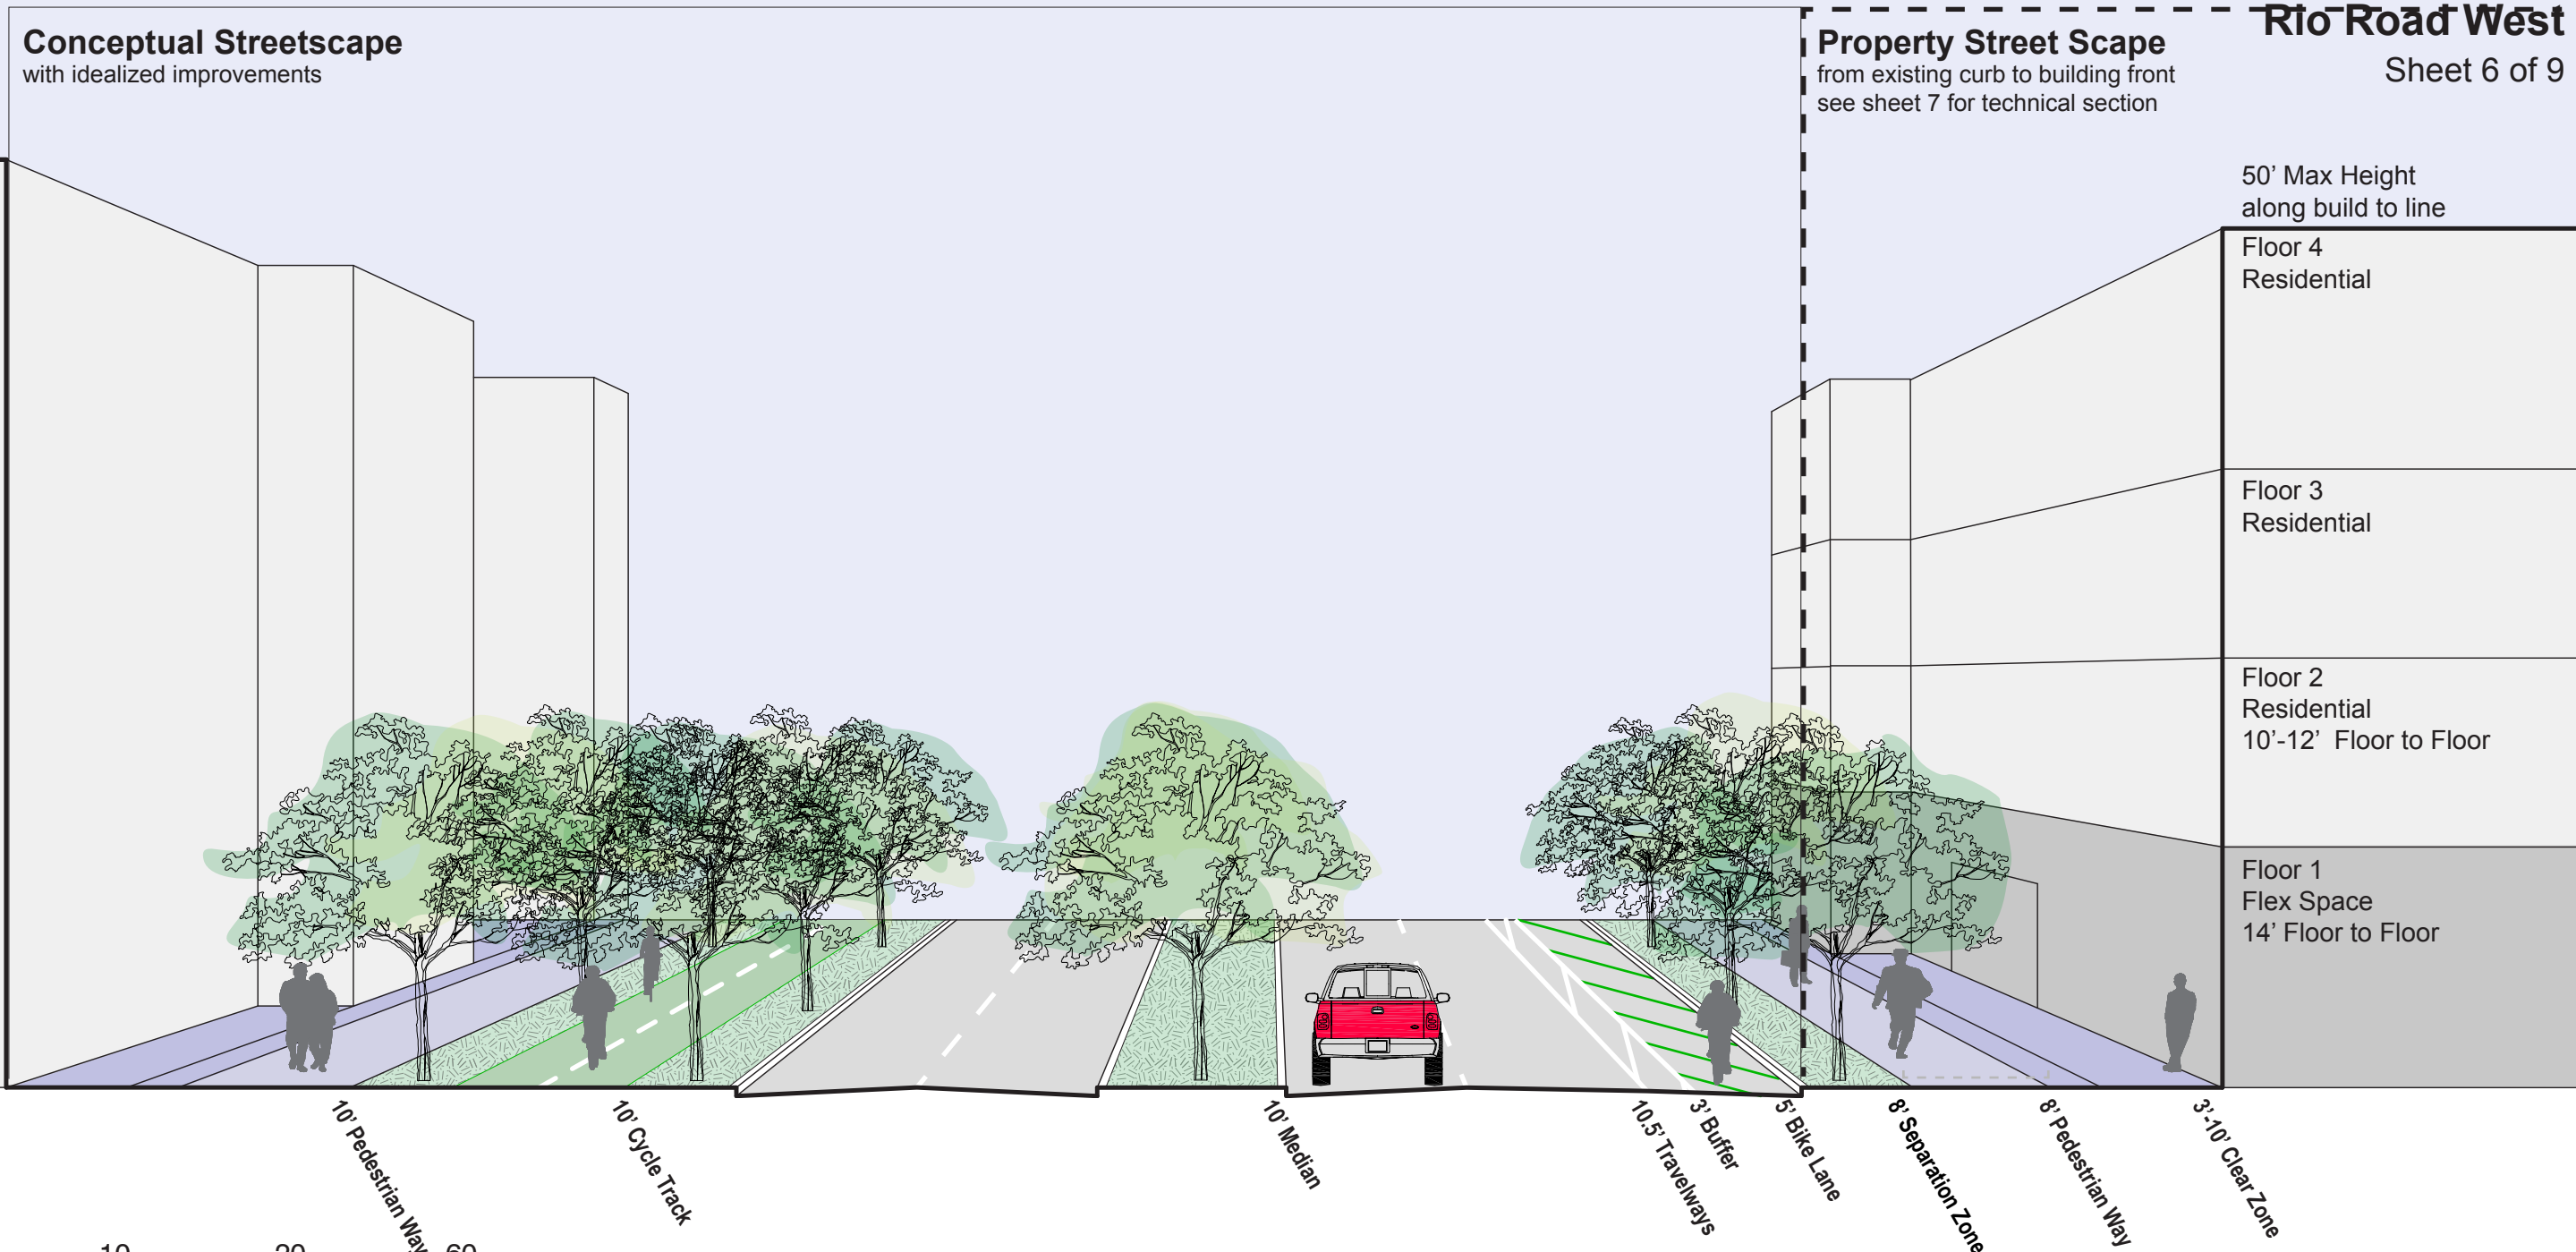 Conceptual Streetscape
with idealized improvements
Property Street Scape
from existing curb to building front
see sheet 7 for technical section
Rio Road West
Sheet 6 of 9
50’ Max Height
along build to line
Floor 4
Residential
Floor 3
Residential
Floor 2
Residential
10’-12’ Floor to Floor
Floor 1
Flex Space
14’ Floor to Floor
10’ Pedestrian Way
10’ Cycle Track
10’ Median
10.5’ Travelways
3’ Buffer
5’ Bike Lane
8’ Separation Zone
8’ Pedestrian Way
3’-10’ Clear Zone
10 20 60